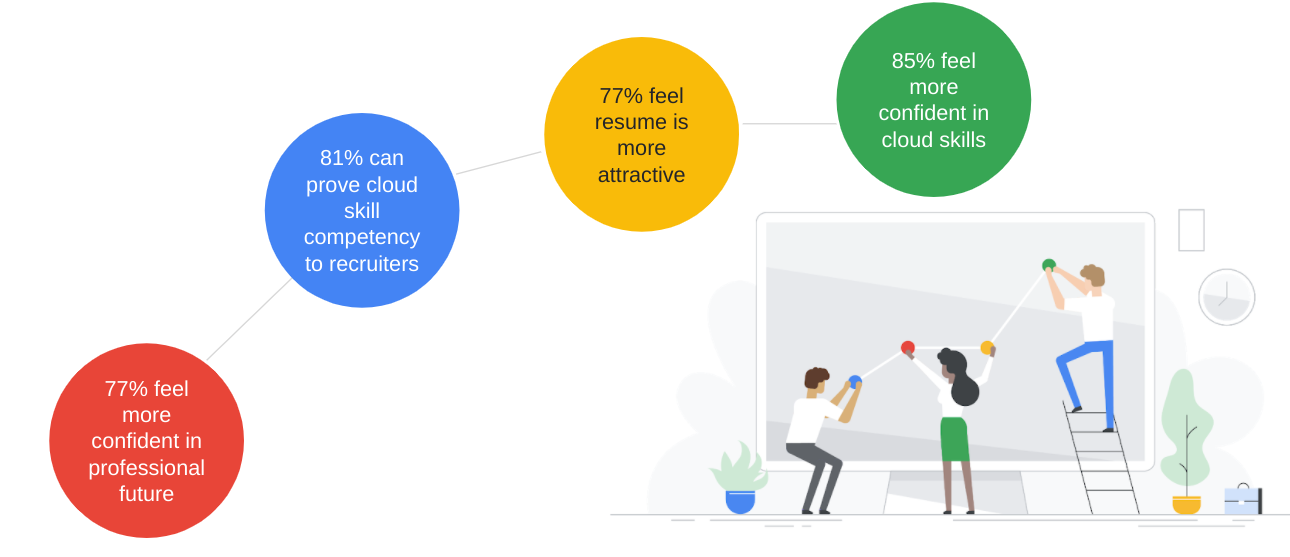 77% feel
more
confident in
professional
future
81% can
prove cloud
skill
competency
to recruiters
77% feel
resume is
more
attractive
85% feel
more
confident in
cloud skills